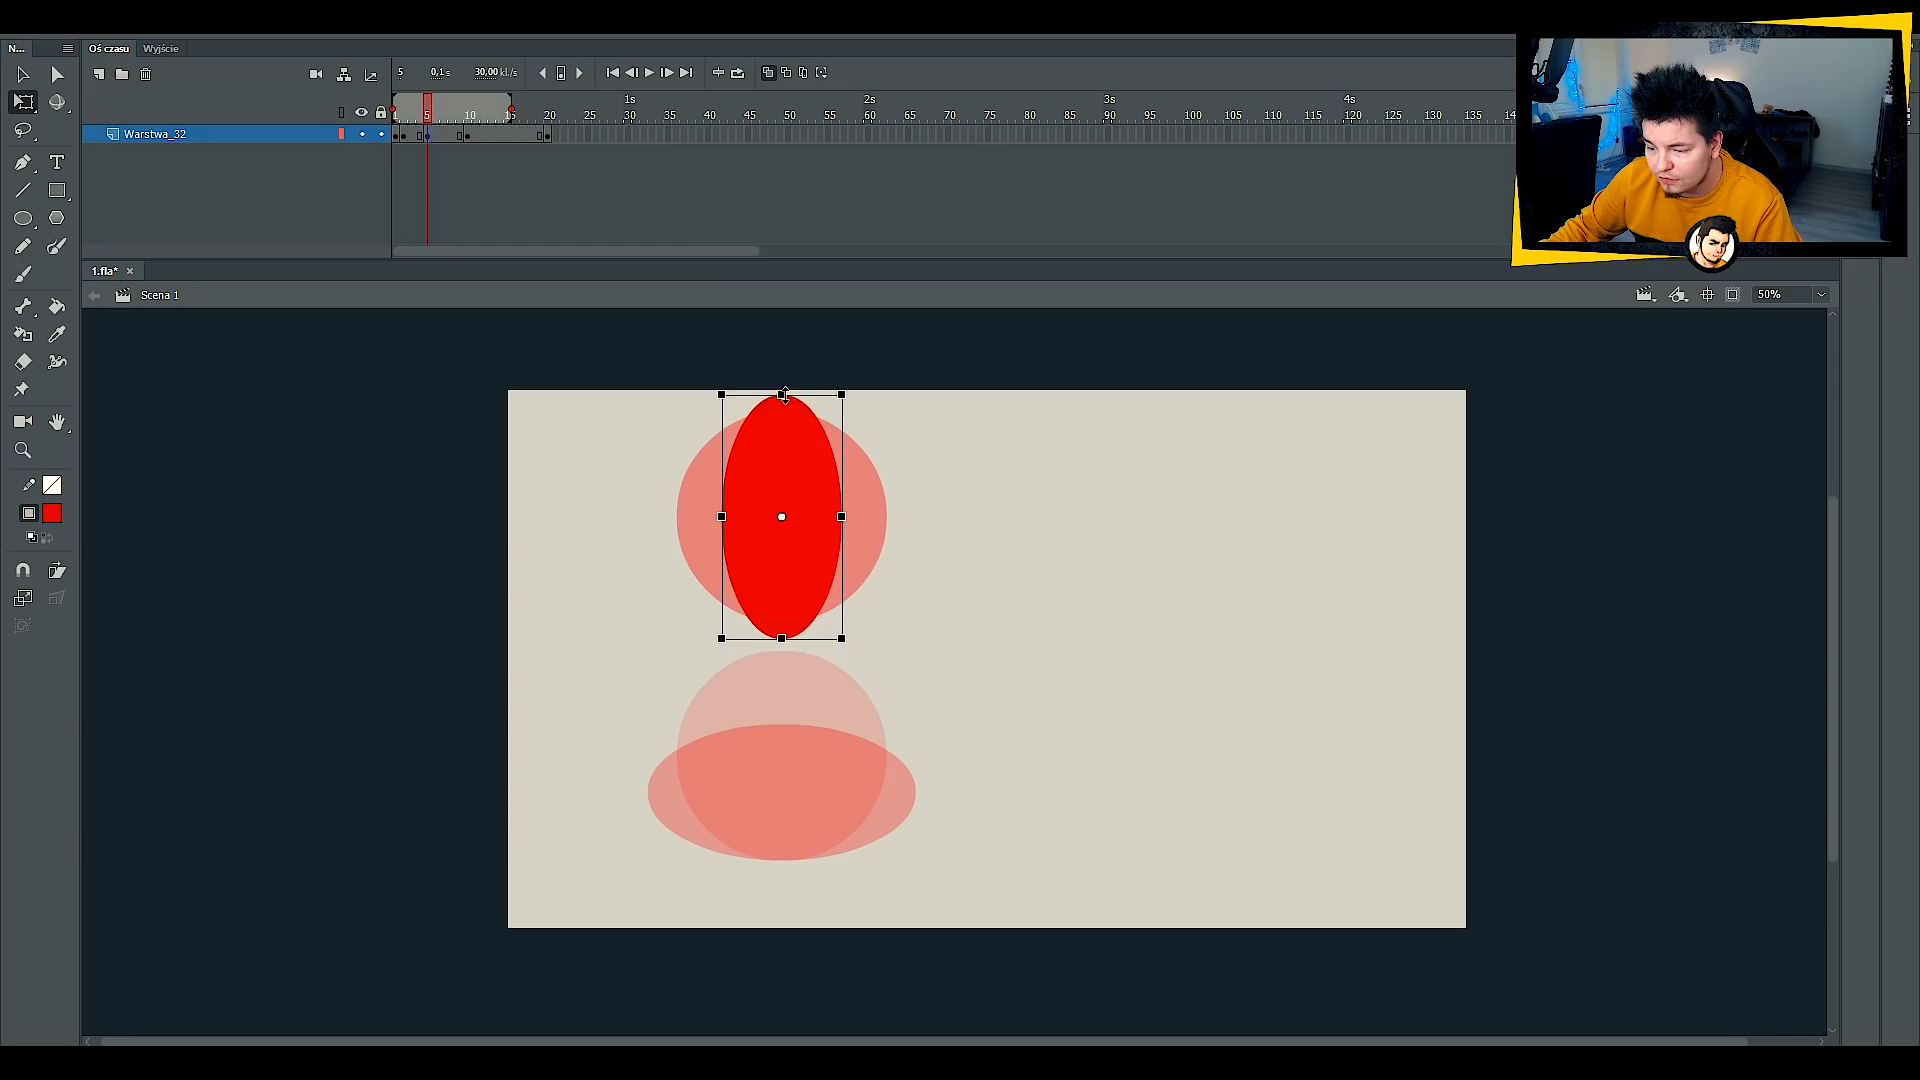 N...
Oś czasu
Wyjście
5
0,1 s
30,00 kl./s
1s
2s
3s
4s
1
5
10
15
20
25
30
35
40
45
50
55
60
65
70
75
80
85
90
95
100
105
110
115
120
125
130
135
14
Warstwa_32
T
1.fla*
Scena 1
50%